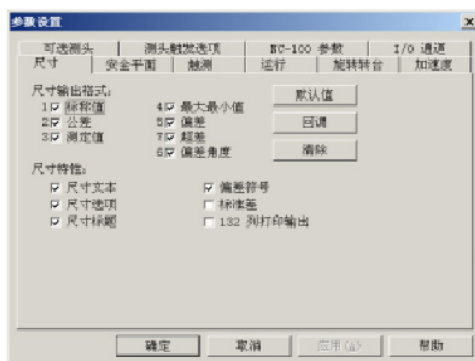 参数设置
可选测头 测头触发选项 NC-100 参数 I/O 通道
尺寸 安全平面 触测 运行 旋转转台 加速度
尺寸输出格式: 默认值
1 标称值 4 最大最小值
2 公差 5 偏差 回调
3 测定值 7 超差
6 偏差角度 清除
尺寸特性:
尺寸文本 偏差符号
尺寸选项 标准差
尺寸标题 132 列打印输出
确定 取消 应用(A) 帮助